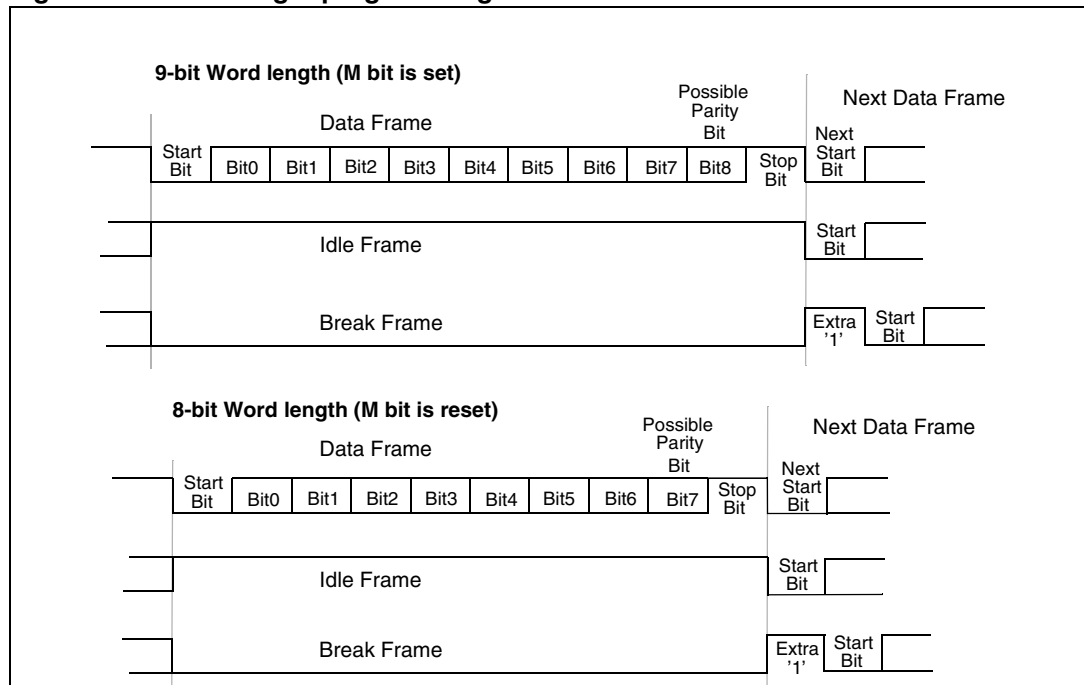 9-bit Word length (M bit is set)
Possible
Parity
Bit
Next Data Frame
Data Frame
Start
Bit
Bit0
Bit1
Bit2
Bit3
Bit4
Bit5
Bit6
Bit7
Bit8
Stop
Bit
Next
Start
Bit
Idle Frame
Start
Bit
Break Frame
Extra
'1'
Start
Bit
8-bit Word length (M bit is reset)
Possible
Parity
Bit
Next Data Frame
Data Frame
Start
Bit
Bit0
Bit1
Bit2
Bit3
Bit4
Bit5
Bit6
Bit7
Stop
Bit
Next
Start
Bit
Idle Frame
Start
Bit
Break Frame
Extra
'1'
Start
Bit